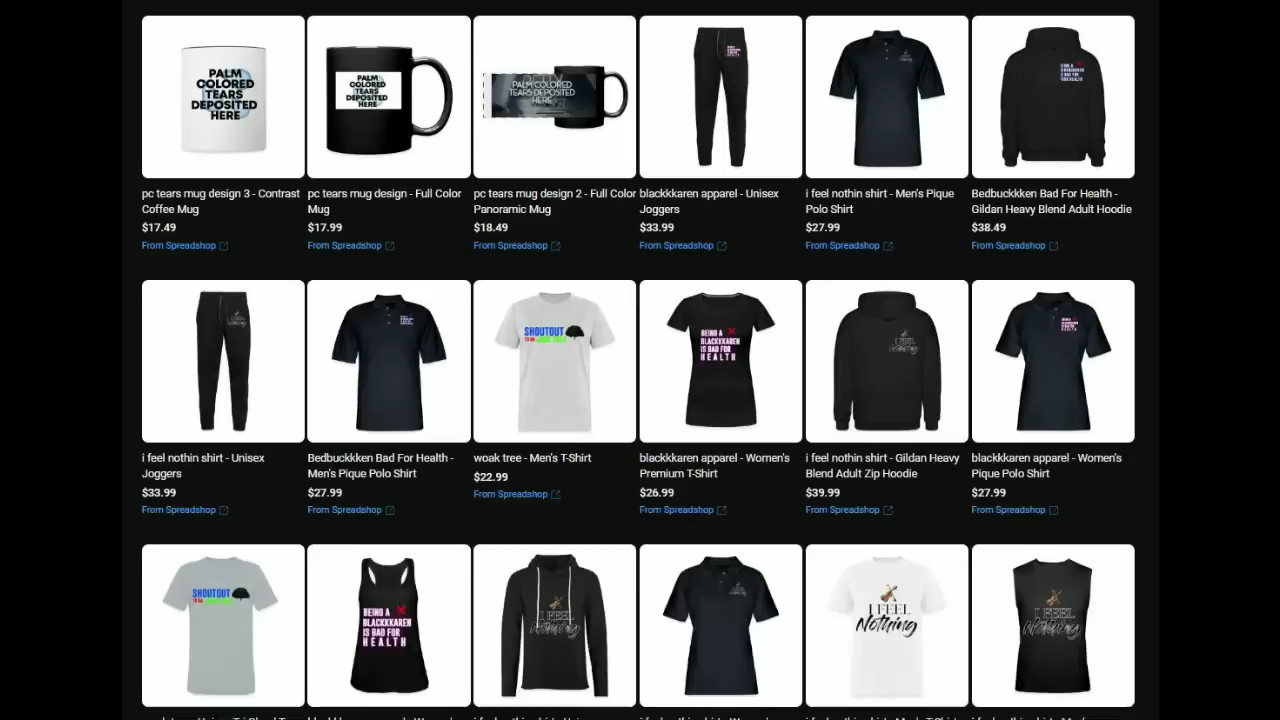 PALM
COLORED
TEARS
DEPOSITED
HERE
PALM
COLORED
TEARS
DEPOSITED
HERE
PALM COLORED
TEARS DEPOSITED
HERE
pc tears mug design 3 - Contrast
Coffee Mug
$17.49
From Spreadshop
pc tears mug design - Full Color
Mug
$17.99
From Spreadshop
pc tears mug design 2 - Full Color
Panoramic Mug
$18.49
From Spreadshop
blackkkaren apparel - Unisex
Joggers
$33.99
From Spreadshop
i feel nothin shirt - Men's Pique
Polo Shirt
$27.99
From Spreadshop
Bedbuckkken Bad For Health -
Gildan Heavy Blend Adult Hoodie
$38.49
From Spreadshop
SHOUTOUT
BEING A
BLACKKKAREN
IS BAD FOR
HEALTH
i feel nothin shirt - Unisex
Joggers
$33.99
From Spreadshop
Bedbuckkken Bad For Health -
Men's Pique Polo Shirt
$27.99
From Spreadshop
woak tree - Men's T-Shirt
$22.99
From Spreadshop
blackkkaren apparel - Women's
Premium T-Shirt
$26.99
From Spreadshop
i feel nothin shirt - Gildan Heavy
Blend Adult Zip Hoodie
$39.99
From Spreadshop
blackkkaren apparel - Women's
Pique Polo Shirt
$27.99
From Spreadshop
SHOUTOUT
BEING A
BLACKKKAREN
IS BAD FOR
HEALTH
I FEEL
Nothing
I FEEL
Nothing
I FEEL
Nothing